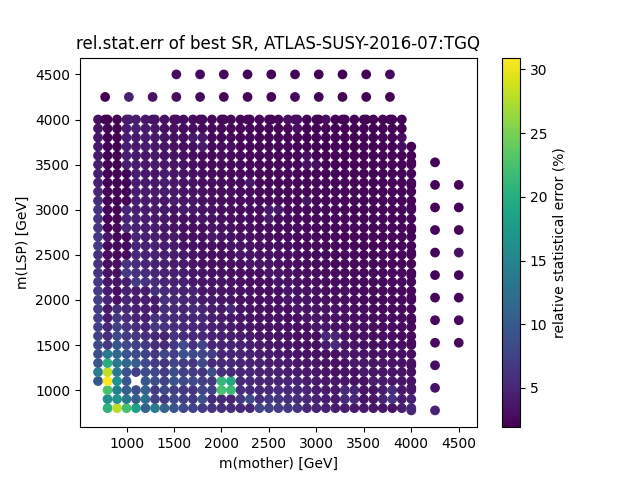 rel.stat.err of best SR, ATLAS-SUSY-2016-07:TGQ
4500
4000
3500
3000
2500
2000
1500
1000
m(LSP) [GeV]
1000 1500 2000 2500 3000 3500 4000 4500
m(mother) [GeV]
30
25
20
15
10
5
relative statistical error (%)